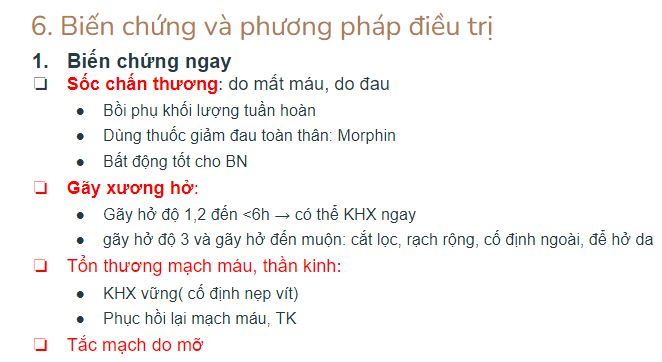 6. Biến chứng và phương pháp điều trị
1. Biến chứng ngay
❏ Sốc chấn thương: do mất máu, do đau
● Bồi phụ khối lượng tuần hoàn
● Dùng thuốc giảm đau toàn thân: Morphin
● Bất động tốt cho BN
❏ Gãy xương hở:
● Gãy hở độ 1,2 đến <6h → có thể KHX ngay
● gãy hở độ 3 và gãy hở đến muộn: cắt lọc, rạch rộng, cố định ngoài, để hở da
❏ Tổn thương mạch máu, thần kinh:
● KHX vững( cố định nẹp vít)
● Phục hồi lại mạch máu, TK
❏ Tắc mạch do mỡ